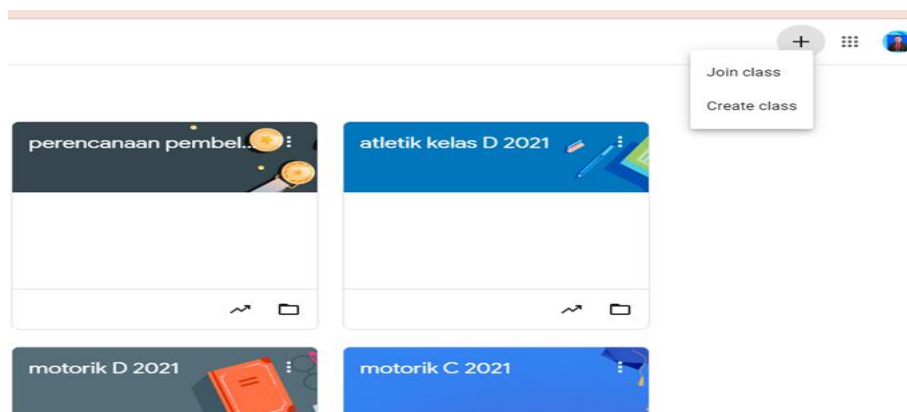 Join class
Create class
perencanaan pembel...
atletik kelas D 2021
motorik D 2021
motorik C 2021